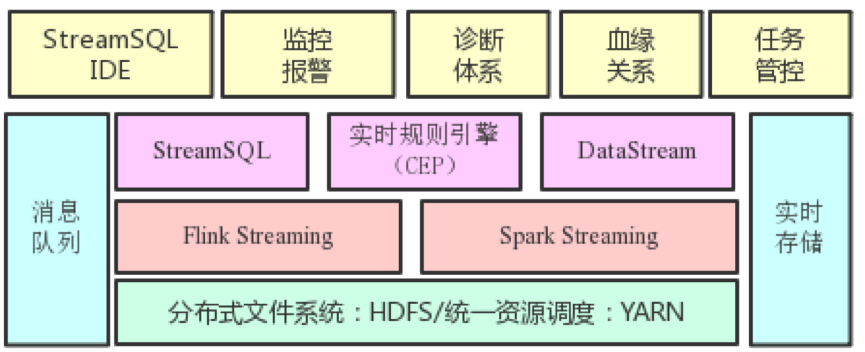 StreamSQL
IDE
监控
报警
诊断
体系
血缘
关系
任务
管控
消息
队列
StreamSQL
实时规则引擎
（CEP）
DataStream
Flink Streaming
Spark Streaming
分布式文件系统：HDFS/统一资源调度：YARN
实时
存储